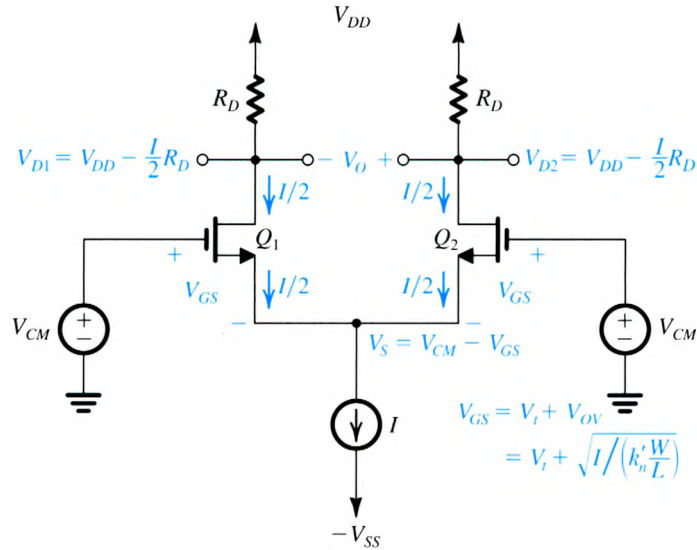 V_DD
R_D R_D
V_D1 = V_DD − I/2 R_D − V_O + V_D2 = V_DD − I/2 R_D
I/2 I/2
+ Q_1 Q_2 +
V_GS I/2 I/2 V_GS
− −
V_CM + − V_S = V_CM − V_GS + − V_CM
I V_GS = V_t + V_OV
= V_t + √(I/(k'_n W/L))
−V_SS